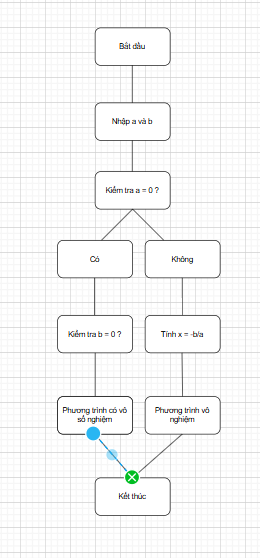 Bắt đầu
Nhập a và b
Kiểm tra a = 0 ?
Có
Không
Kiểm tra b = 0 ?
Tính x = -b/a
Phương trình có vô
số nghiệm
Phương trình vô
nghiệm
Kết thúc